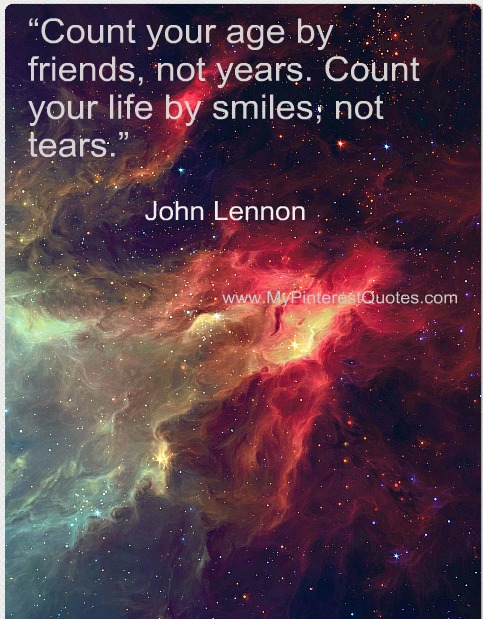 “Count your age by
friends, not years. Count
your life by smiles, not
tears.”
John Lennon
www.MyPinterestQuotes.com